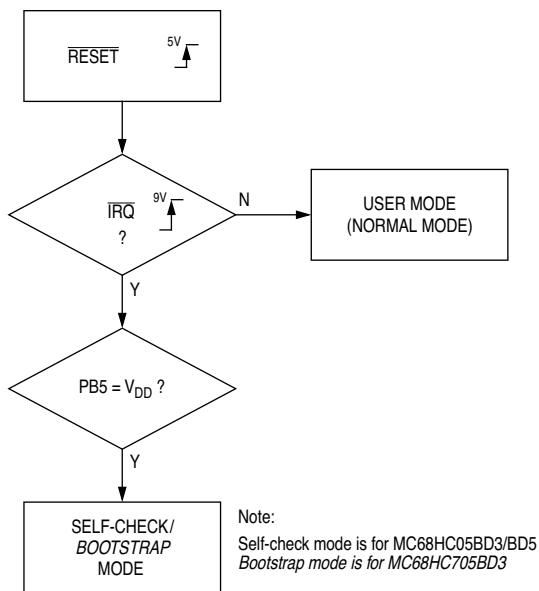 RESET 5V
IRQ 9V
?
N
USER MODE
(NORMAL MODE)
Y
PB5 = VDD ?
Y
SELF-CHECK/
BOOTSTRAP
MODE
Note:
Self-check mode is for MC68HC05BD3/BD5
Bootstrap mode is for MC68HC705BD3